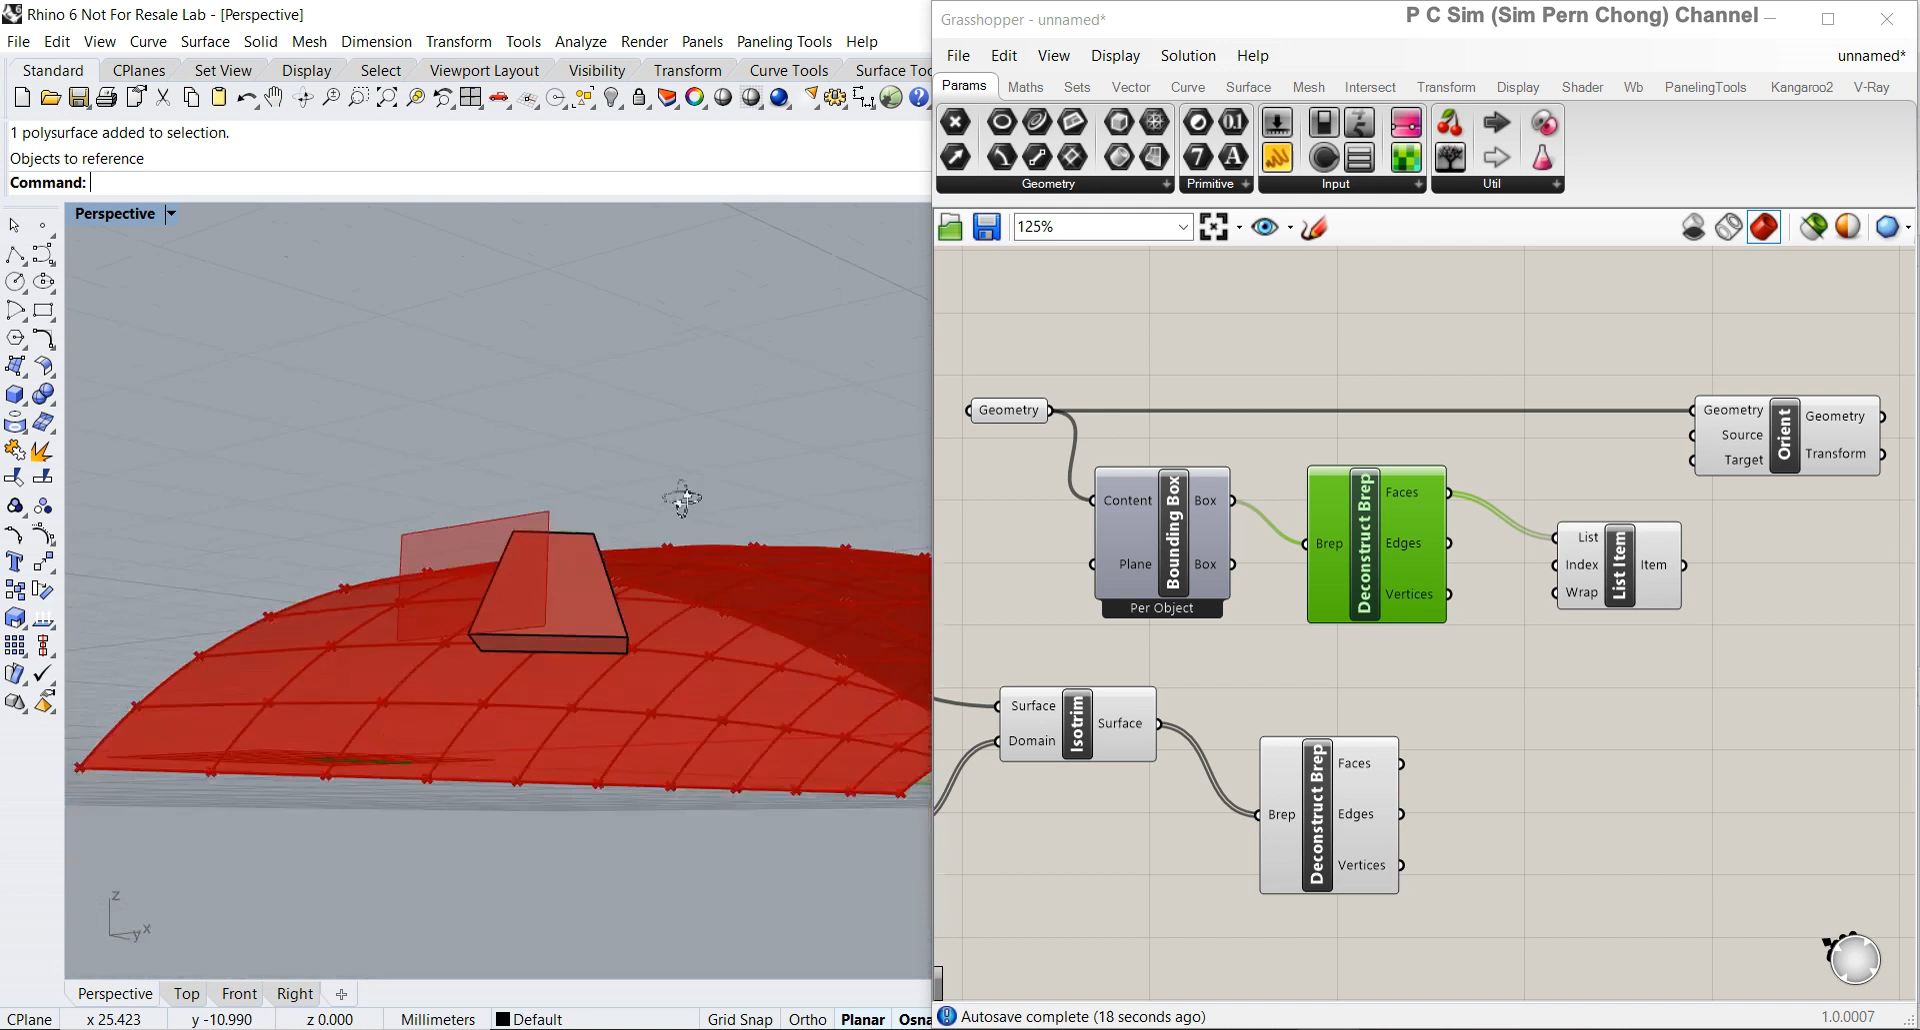 Rhino 6 Not For Resale Lab - [Perspective]
File Edit View Curve Surface Solid Mesh Dimension Transform Tools Analyze Render Panels Paneling Tools Help
Standard CPlanes Set View Display Select Viewport Layout Visibility Transform Curve Tools Surface Too
1 polysurface added to selection.
Objects to reference
Command:
Perspective
z
x
y
Perspective Top Front Right
CPlane x 25.423 y -10.990 z 0.000 Millimeters Default Grid Snap Ortho Planar Osna
Grasshopper - unnamed*
P C Sim (Sim Pern Chong) Channel
File Edit View Display Solution Help
unnamed*
Params Maths Sets Vector Curve Surface Mesh Intersect Transform Display Shader Wb PanelingTools Kangaroo2 V-Ray
Geometry Primitive Input Util
125%
Geometry
Geometry
Source
Target
Orient
Geometry
Transform
Content
Plane
Bounding Box
Box
Box
Per Object
Brep
Deconstruct Brep
Faces
Edges
Vertices
List
Index
Wrap
List Item
Item
Surface
Domain
Isotrim
Surface
Brep
Deconstruct Brep
Faces
Edges
Vertices
Autosave complete (18 seconds ago)
1.0.0007